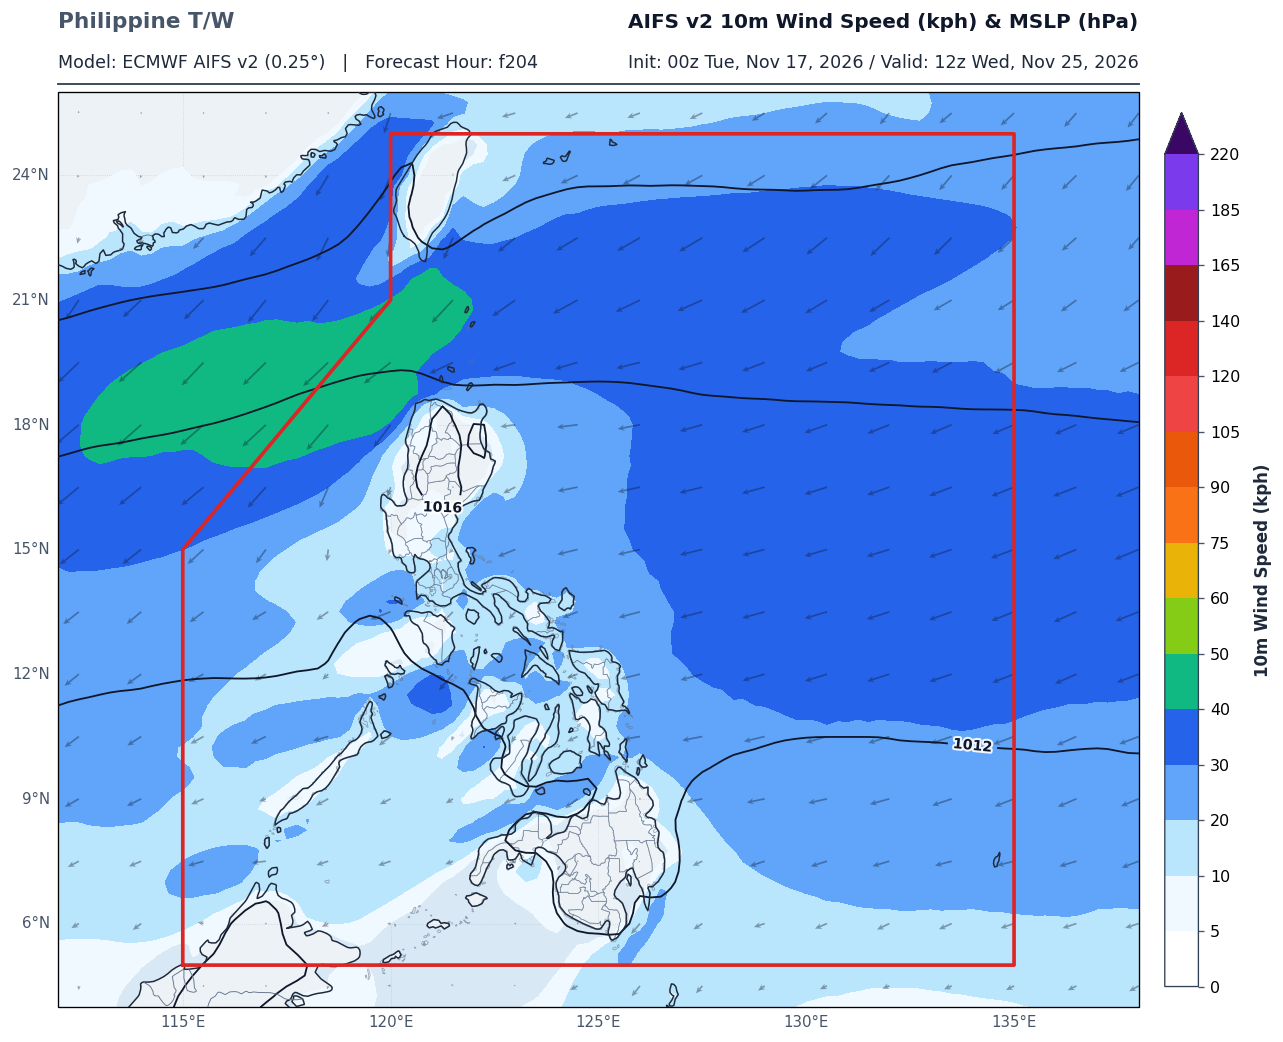 Philippine T/W
AIFS v2 10m Wind Speed (kph) & MSLP (hPa)
Model: ECMWF AIFS v2 (0.25°) | Forecast Hour: f204
Init: 00z Tue, Nov 17, 2026 / Valid: 12z Wed, Nov 25, 2026
24°N
21°N
18°N
15°N
12°N
9°N
6°N
1016
1012
115°E
120°E
125°E
130°E
135°E
220
185
165
140
120
105
90
75
60
50
40
30
20
10
5
0
10m Wind Speed (kph)